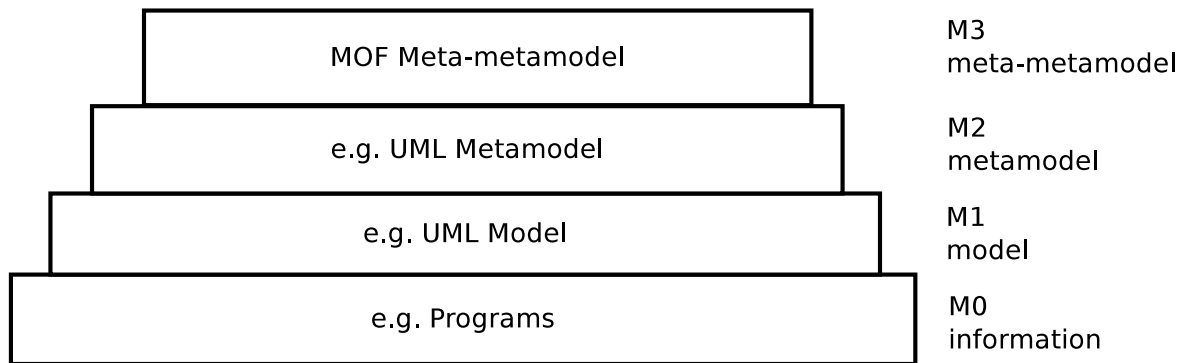 MOF Meta-metamodel
M3
meta-metamodel
e.g. UML Metamodel
M2
metamodel
e.g. UML Model
M1
model
e.g. Programs
M0
information